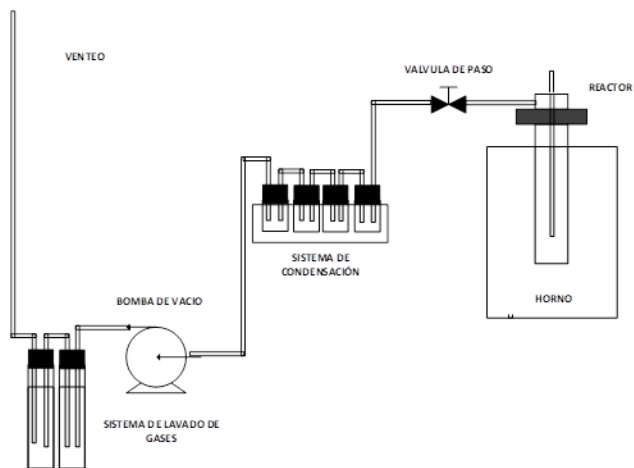 VENTEO
VALVULA DE PASO
REACTOR
SISTEMA DE
CONDENSACIÓN
HORNO
BOMBA DE VACIO
SISTEMA DE LAVADO DE
GASES